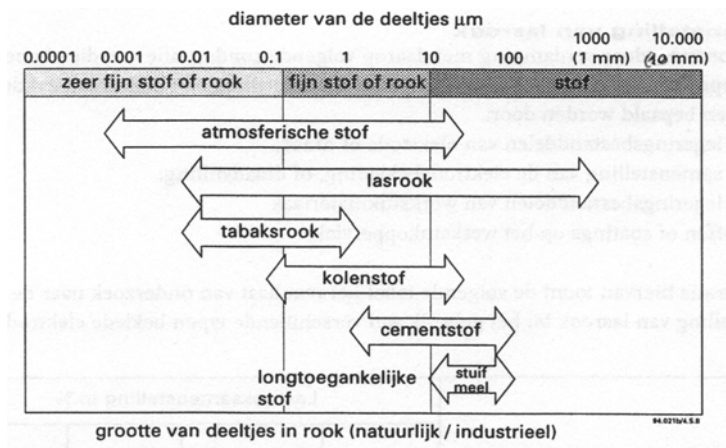 diameter van de deeltjes µm
1000 10.000
0.0001 0.001 0.01 0.1 1 10 100 (1 mm) (10 mm)
zeer fijn stof of rook fijn stof of rook stof
atmosferische stof
lasrook
tabaksrook
kolenstof
cementstof
longtoegankelijke
stof
stuif
meel
grootte van deeltjes in rook (natuurlijk / industrieel)